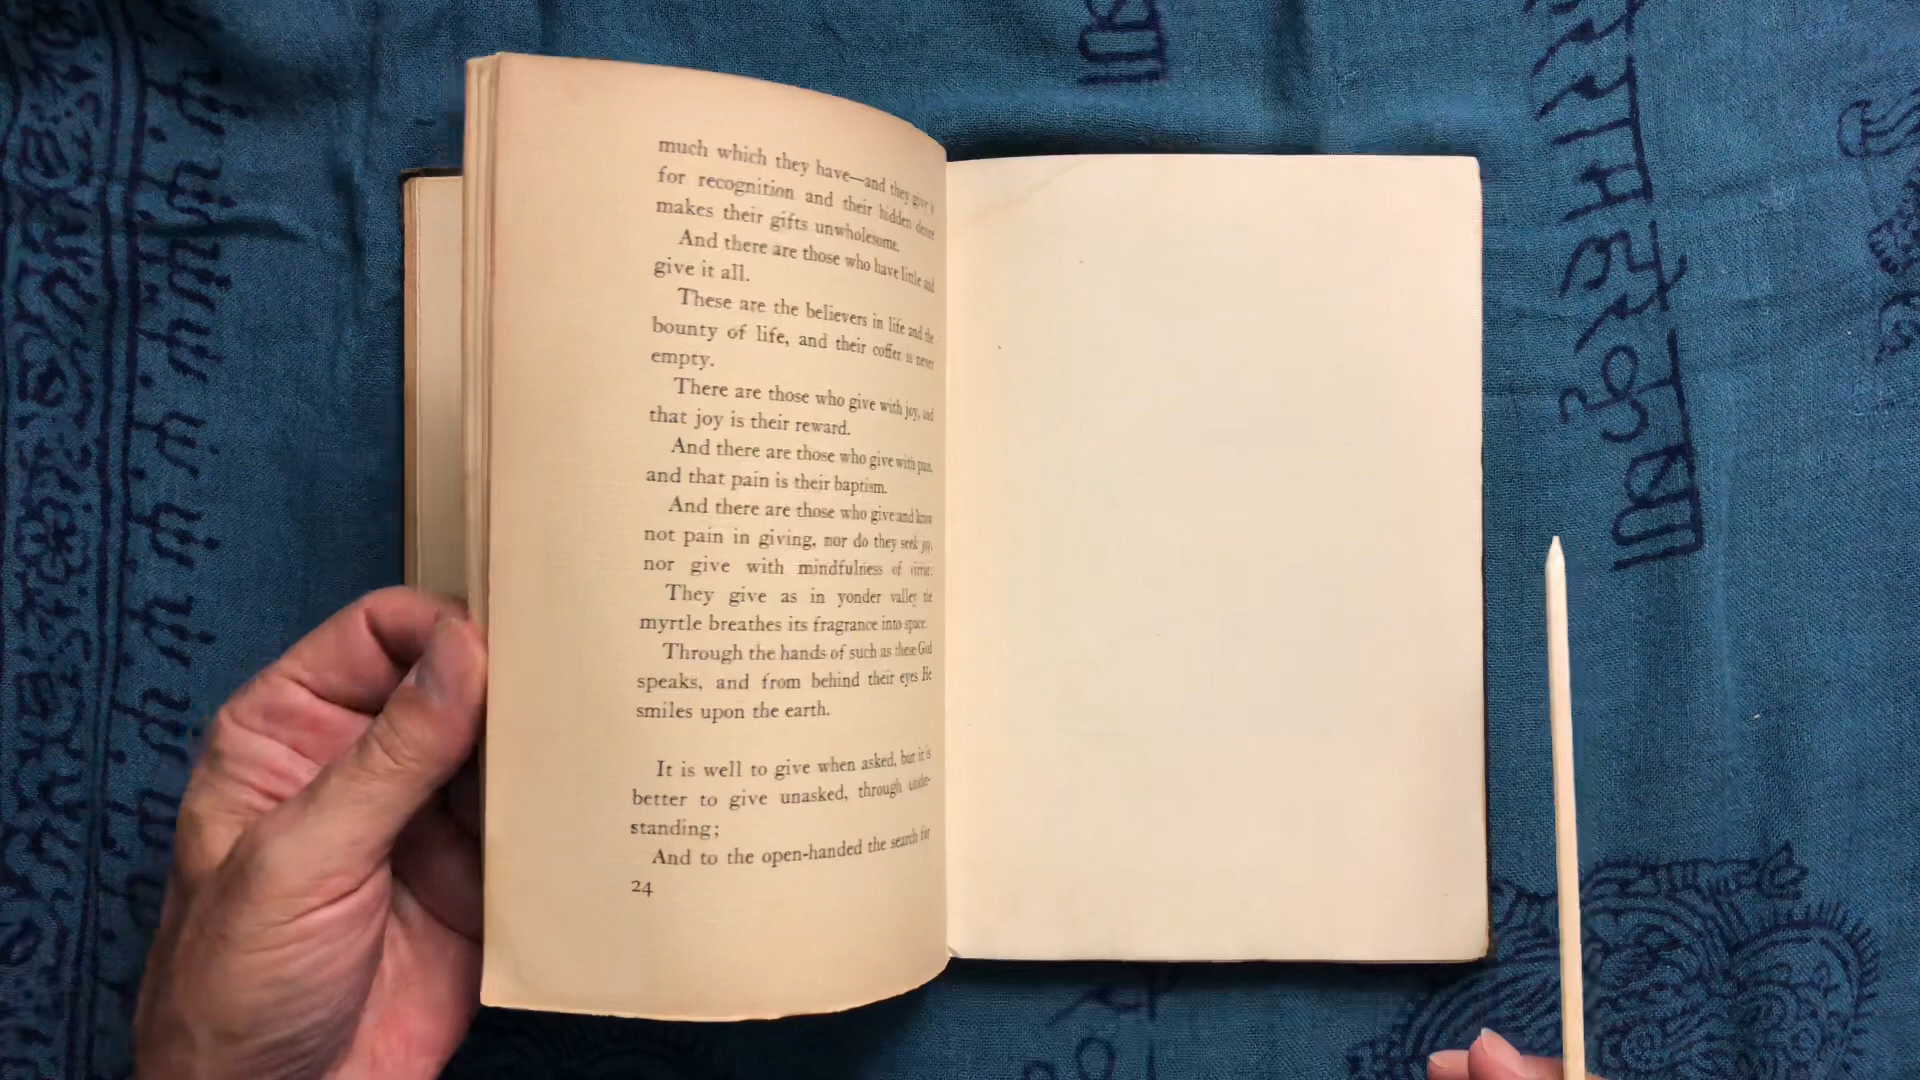 much which they have—and they give it
for recognition and their hidden desire
makes their gifts unwholesome.
And there are those who have little and
give it all.
These are the believers in life and the
bounty of life, and their coffer is never
empty.
There are those who give with joy, and
that joy is their reward.
And there are those who give with pain,
and that pain is their baptism.
And there are those who give and know
not pain in giving, nor do they seek joy,
nor give with mindfulness of virtue;
They give as in yonder valley the
myrtle breathes its fragrance into space.
Through the hands of such as these God
speaks, and from behind their eyes He
smiles upon the earth.
It is well to give when asked, but it is
better to give unasked, through under-
standing;
And to the open-handed the search for
24